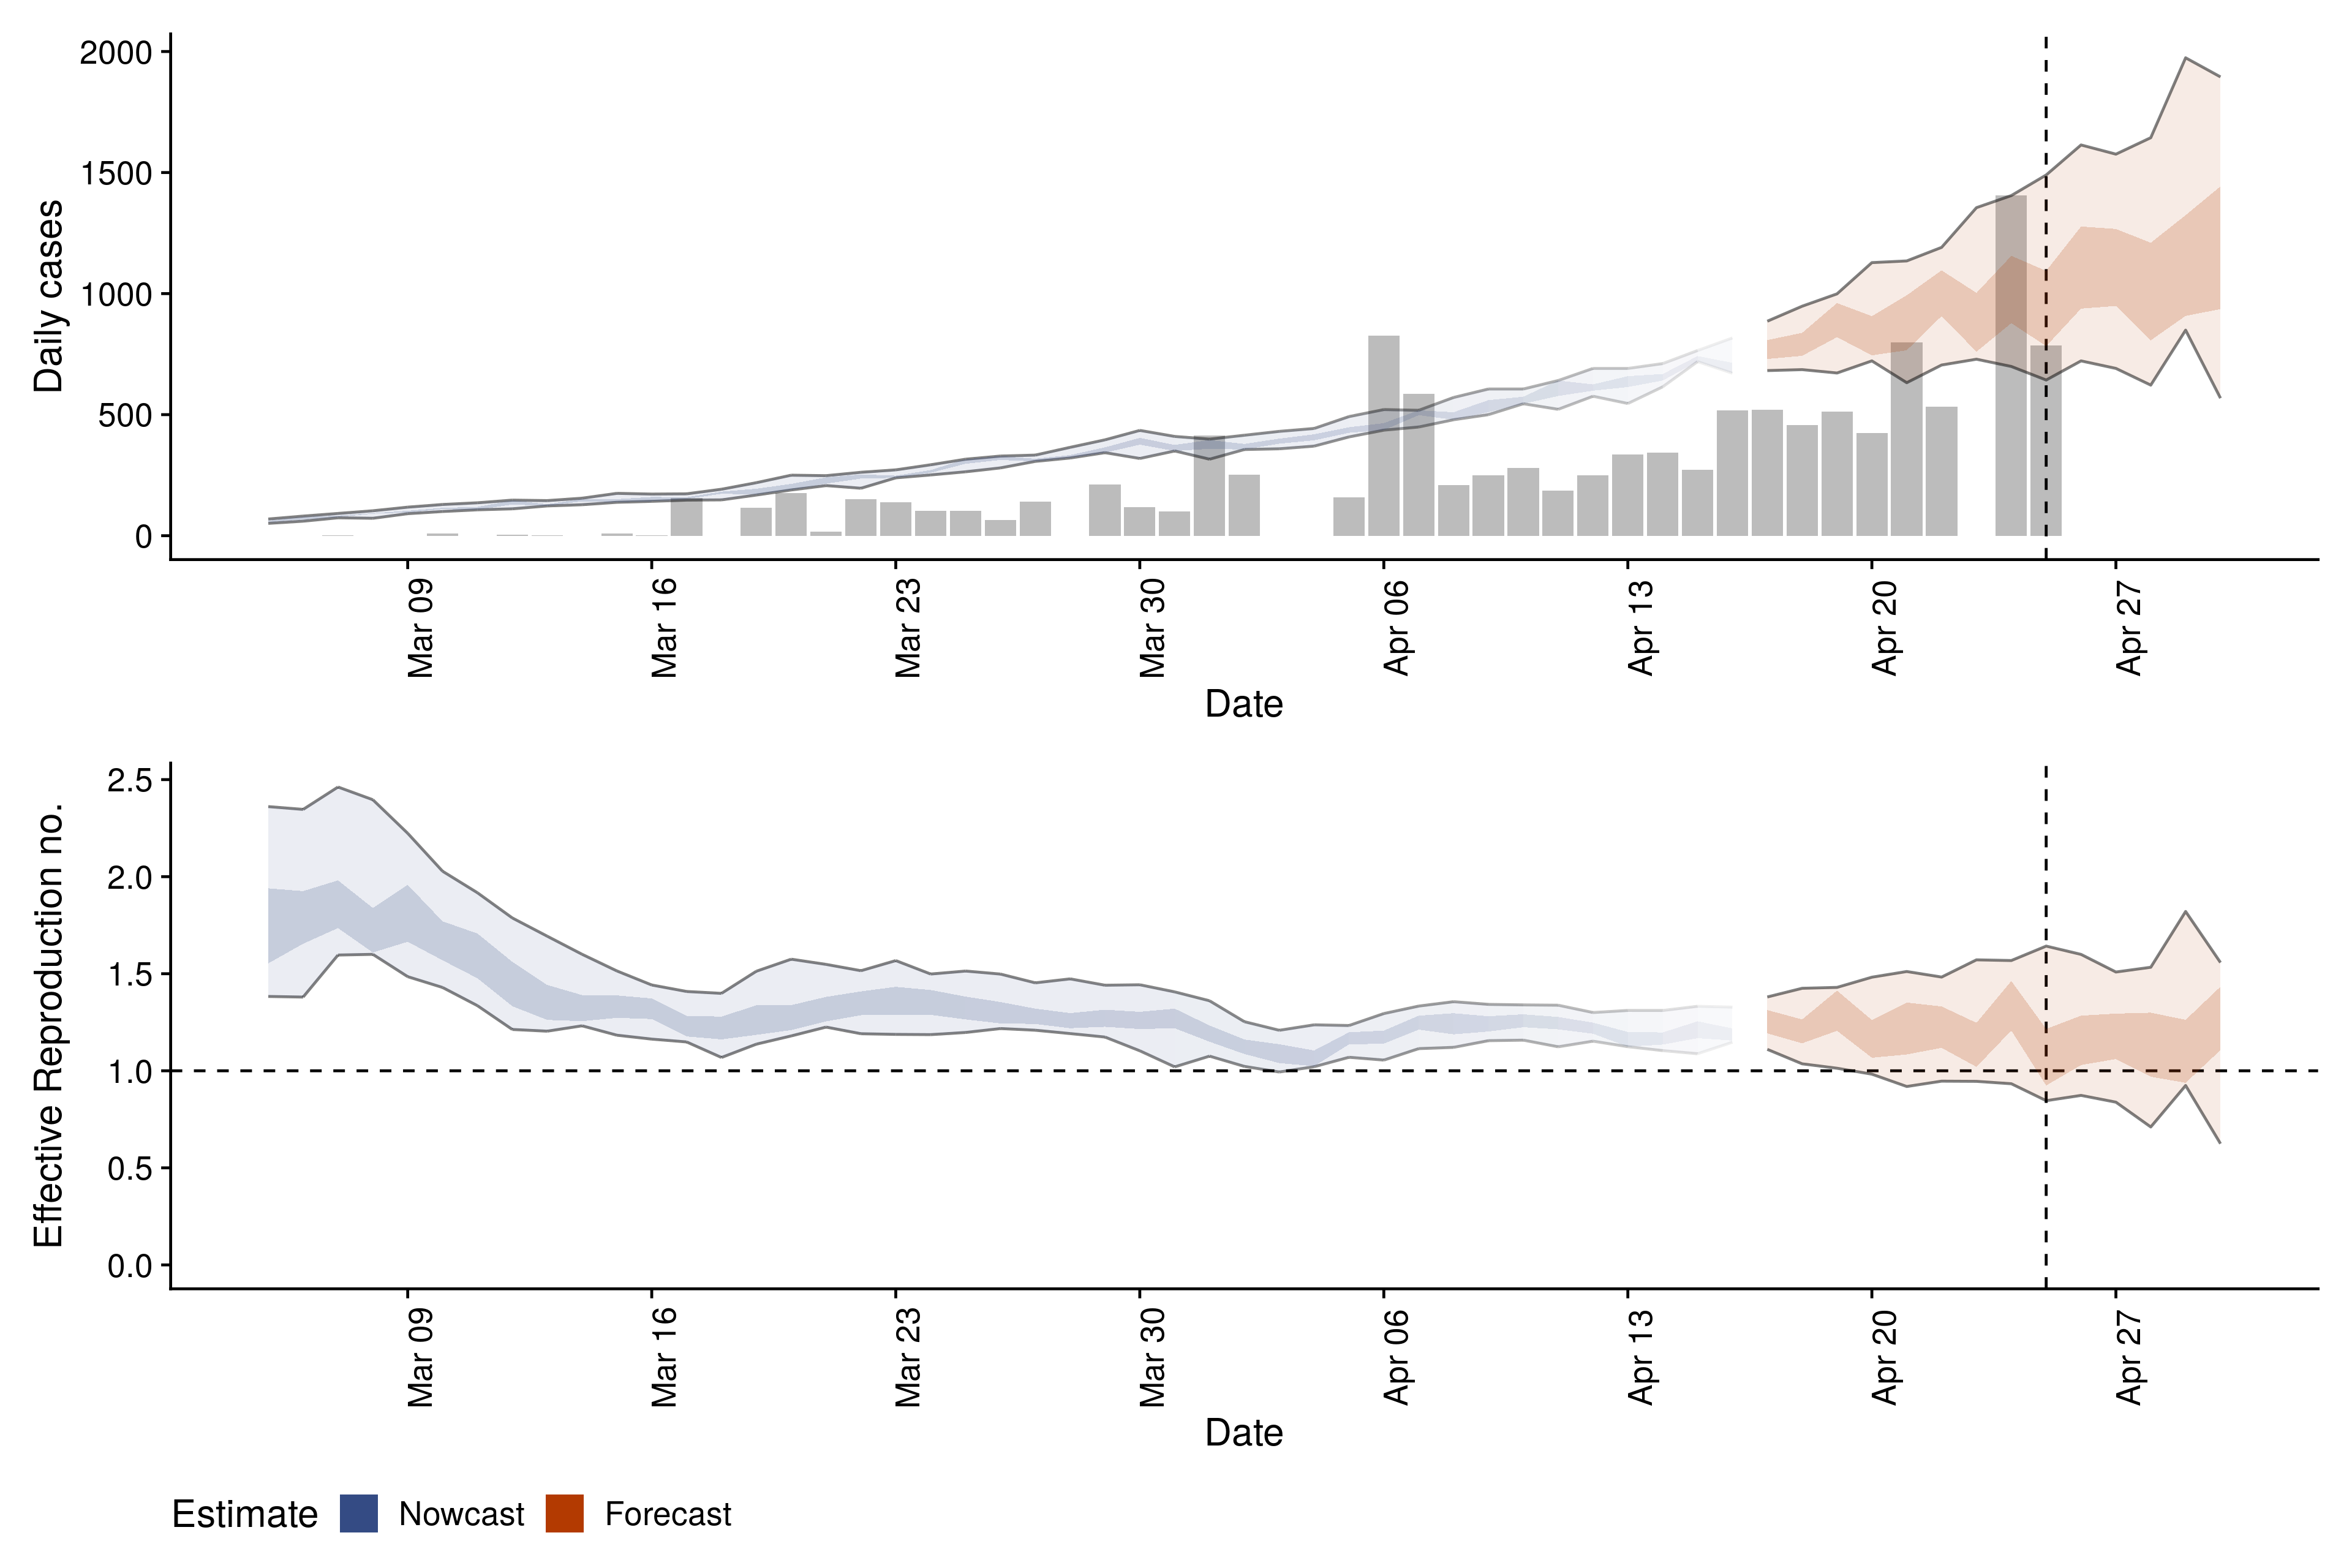 Daily cases
2000
1500
1000
500
0
Mar 09 Mar 16 Mar 23 Mar 30 Apr 06 Apr 13 Apr 20 Apr 27
Date
Effective Reproduction no.
2.5
2.0
1.5
1.0
0.5
0.0
Mar 09 Mar 16 Mar 23 Mar 30 Apr 06 Apr 13 Apr 20 Apr 27
Date
Estimate Nowcast Forecast